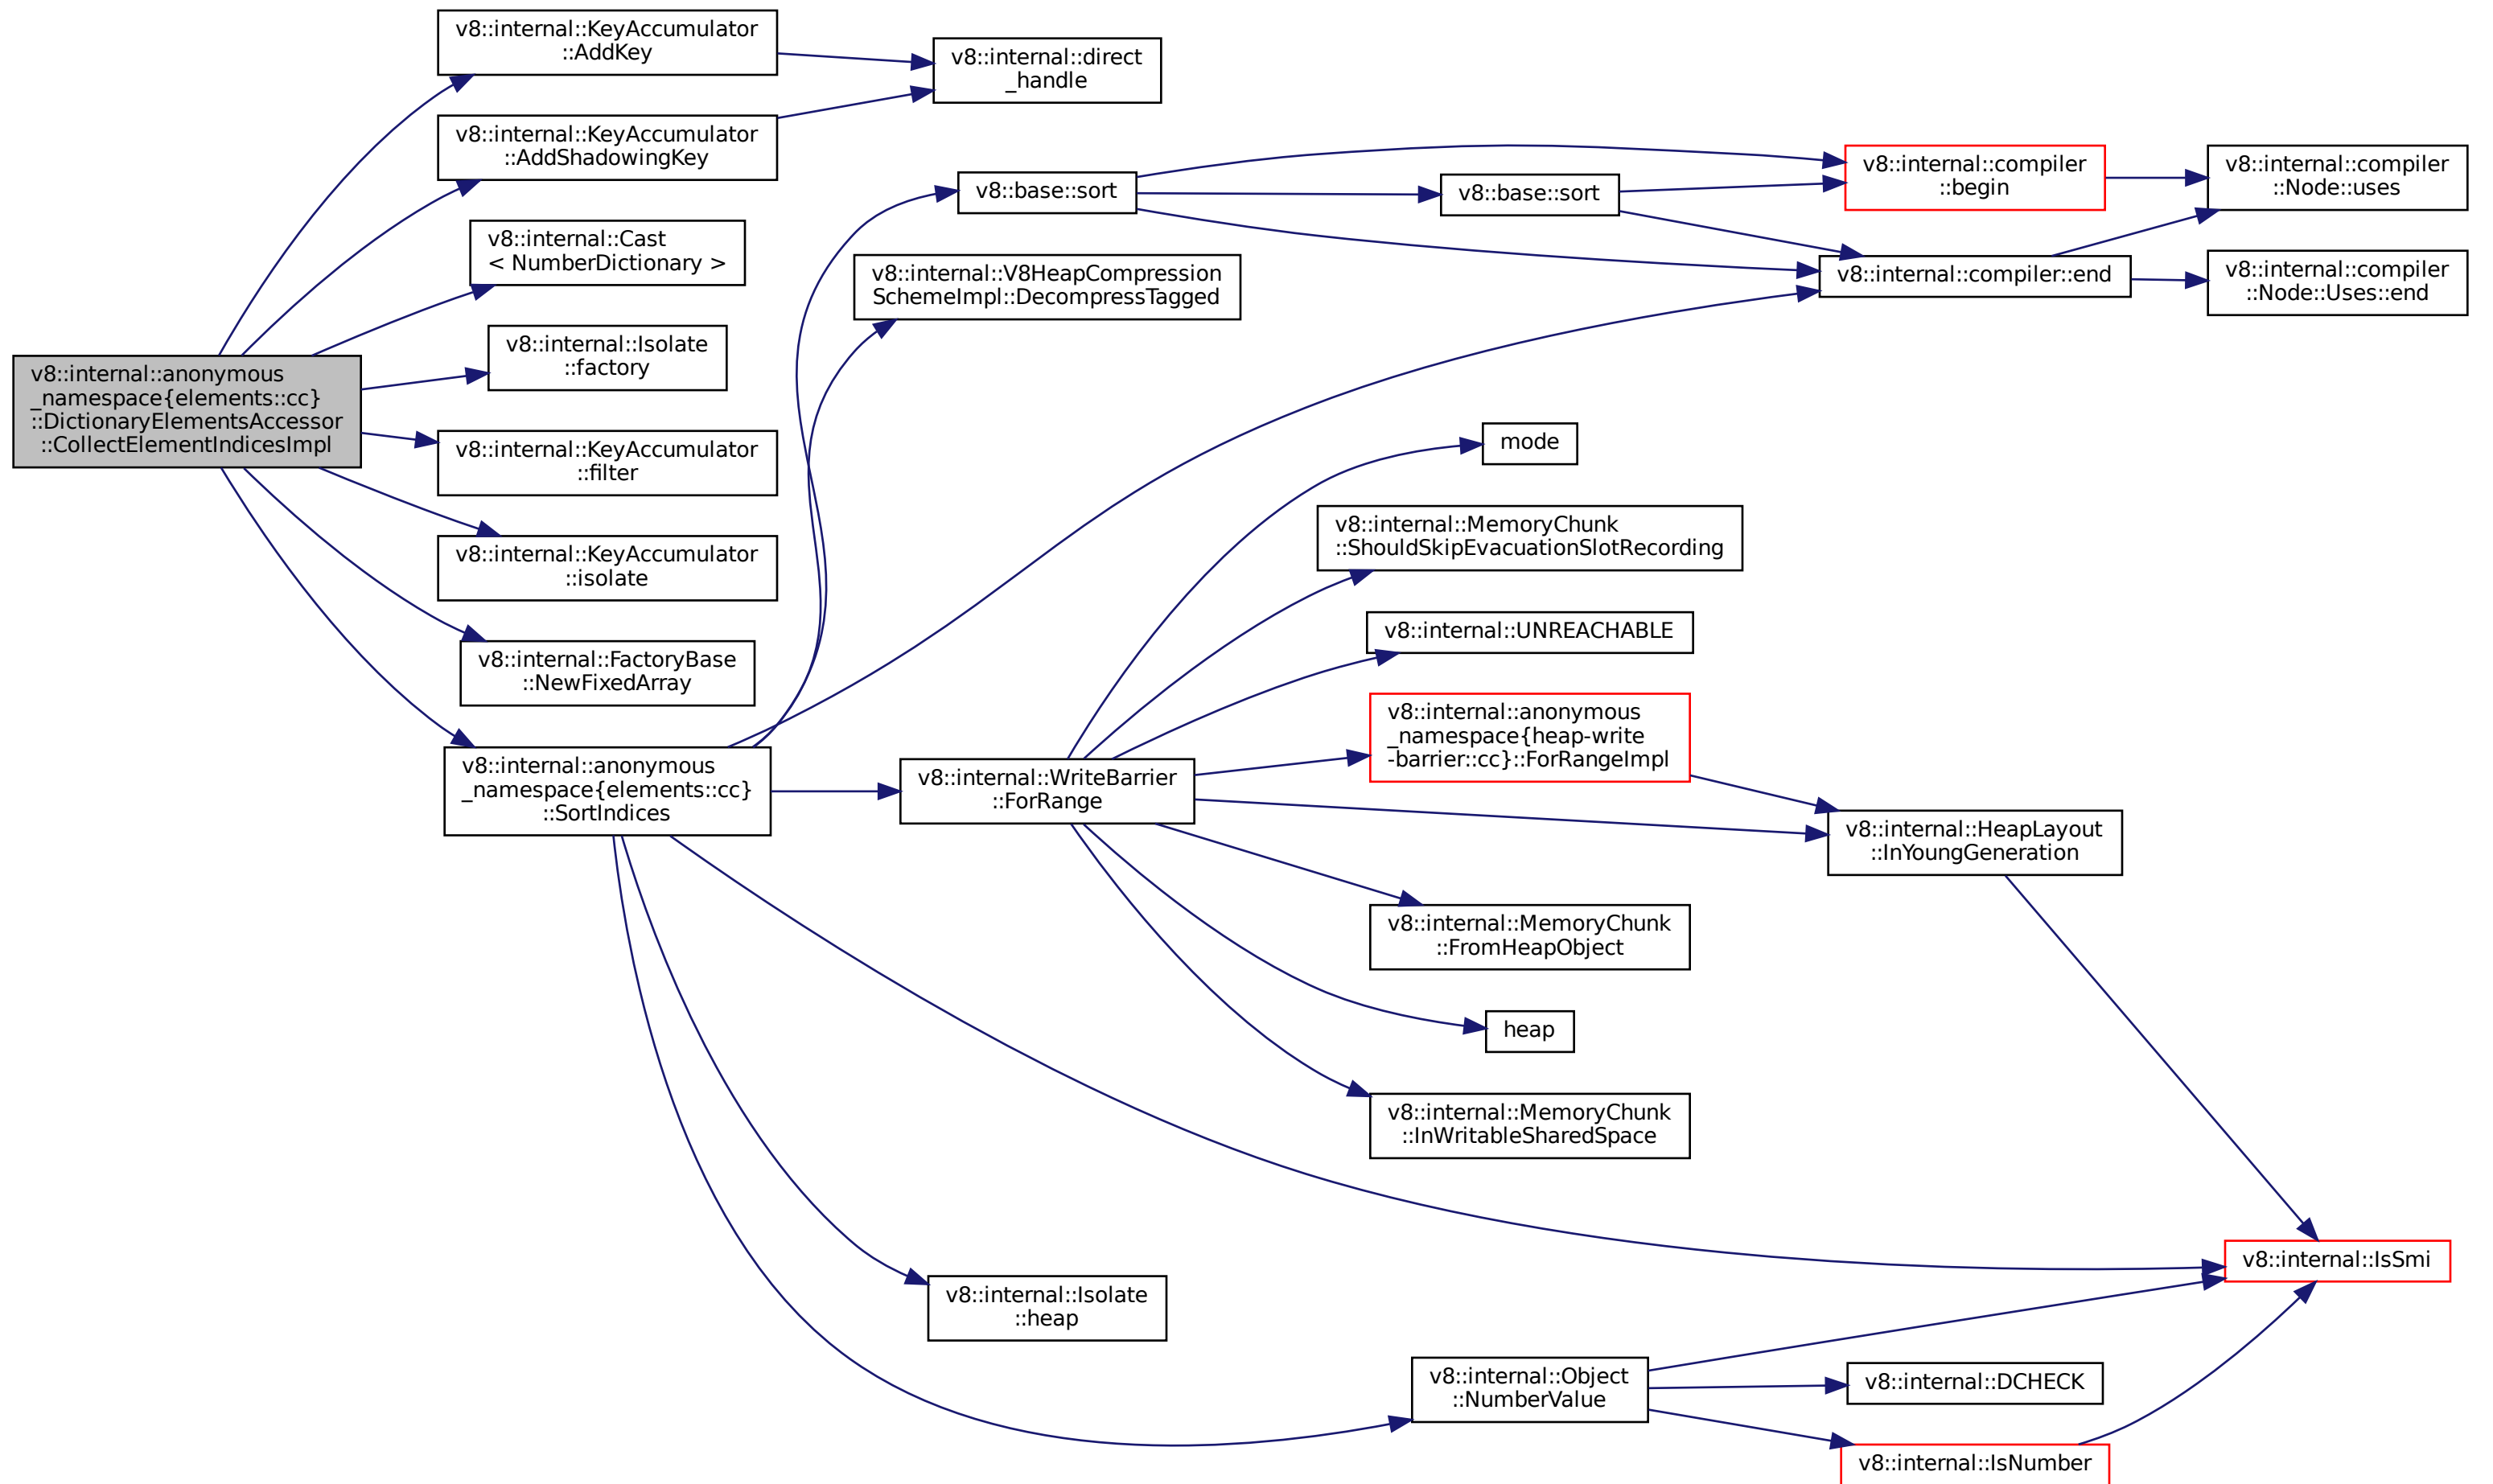 v8::internal::KeyAccumulator
::AddKey
v8::internal::direct
_handle
v8::internal::KeyAccumulator
::AddShadowingKey
v8::base::sort
v8::base::sort
v8::internal::compiler
::begin
v8::internal::compiler
::Node::uses
v8::internal::Cast
< NumberDictionary >
v8::internal::V8HeapCompression
SchemeImpl::DecompressTagged
v8::internal::compiler::end
v8::internal::compiler
::Node::Uses::end
v8::internal::Isolate
::factory
v8::internal::anonymous
_namespace{elements::cc}
::DictionaryElementsAccessor
::CollectElementIndicesImpl
v8::internal::KeyAccumulator
::filter
mode
v8::internal::MemoryChunk
::ShouldSkipEvacuationSlotRecording
v8::internal::KeyAccumulator
::isolate
v8::internal::UNREACHABLE
v8::internal::FactoryBase
::NewFixedArray
v8::internal::anonymous
_namespace{heap-write
-barrier::cc}::ForRangeImpl
v8::internal::anonymous
_namespace{elements::cc}
::SortIndices
v8::internal::WriteBarrier
::ForRange
v8::internal::HeapLayout
::InYoungGeneration
v8::internal::MemoryChunk
::FromHeapObject
heap
v8::internal::MemoryChunk
::InWritableSharedSpace
v8::internal::IsSmi
v8::internal::Isolate
::heap
v8::internal::Object
::NumberValue
v8::internal::DCHECK
v8::internal::IsNumber